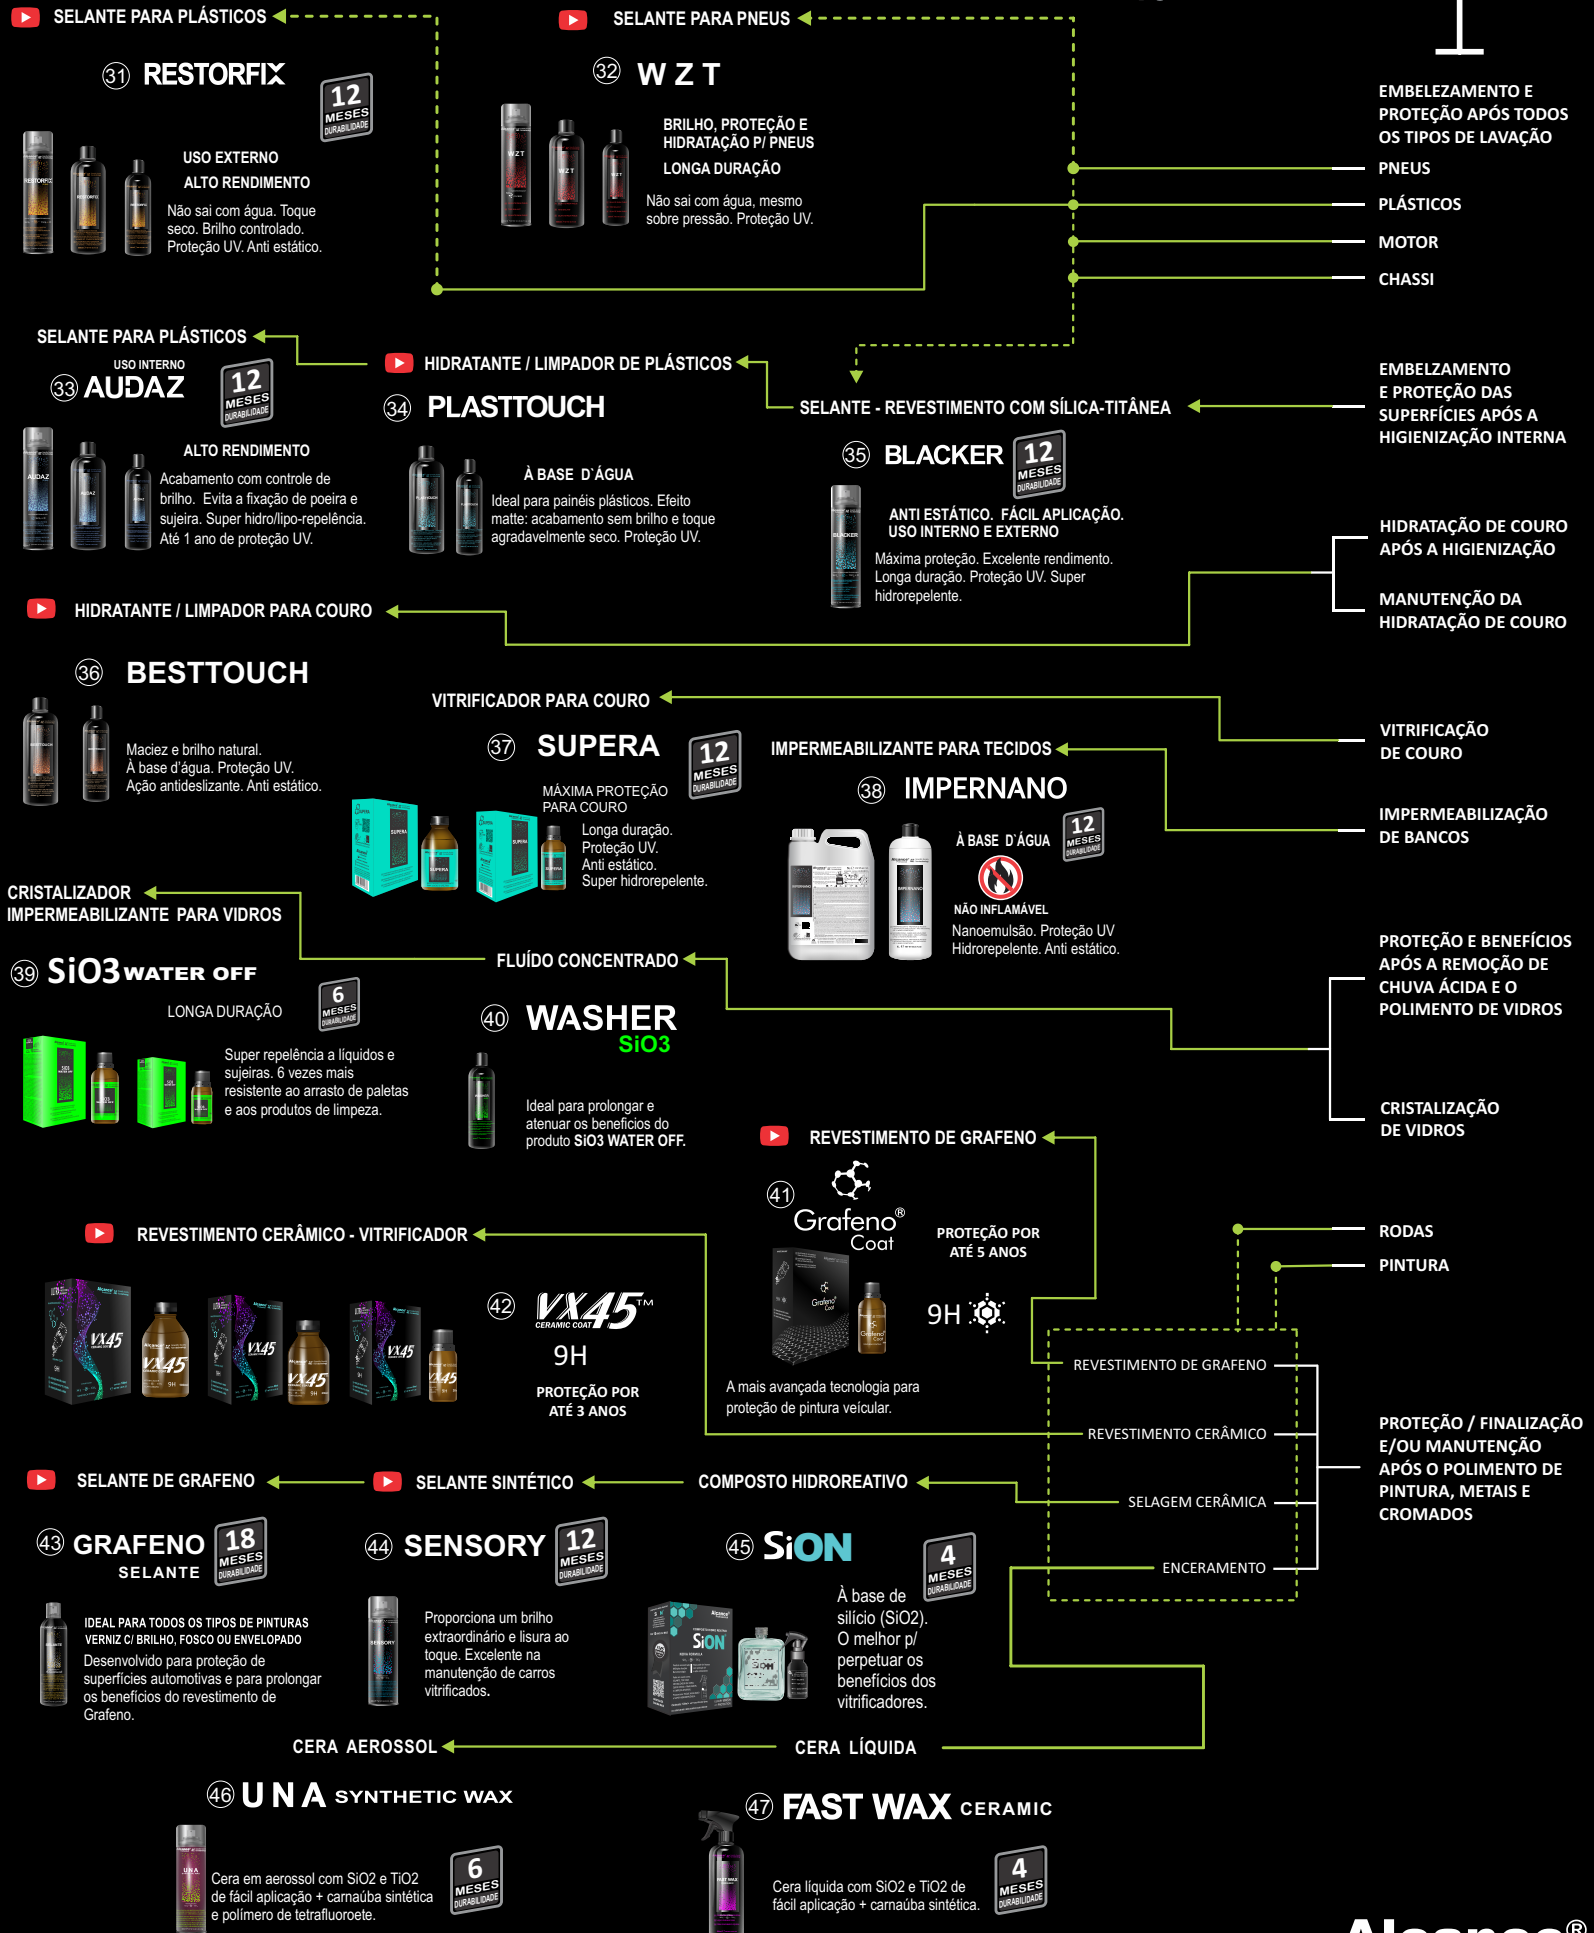 SELANTE PARA PLÁSTICOS
31 RESTORFIX
12
MESES
DURABILIDADE
USO EXTERNO
ALTO RENDIMENTO
Não sai com água. Toque
seco. Brilho controlado.
Proteção UV. Anti estático.
SELANTE PARA PNEUS
32 WZT
BRILHO, PROTEÇÃO E
HIDRATAÇÃO P/ PNEUS
LONGA DURAÇÃO
Não sai com água, mesmo
sobre pressão. Proteção UV.
EMBELEZAMENTO E
PROTEÇÃO APÓS TODOS
OS TIPOS DE LAVAÇÃO
PNEUS
PLÁSTICOS
MOTOR
CHASSI
SELANTE PARA PLÁSTICOS
USO INTERNO
33 AUDAZ
12
MESES
DURABILIDADE
ALTO RENDIMENTO
Acabamento com controle de
brilho. Evita a fixação de poeira e
sujeira. Super hidro/lipo-repelência.
Até 1 ano de proteção UV.
HIDRATANTE / LIMPADOR DE PLÁSTICOS
34 PLASTTOUCH
À BASE D`ÁGUA
Ideal para painéis plásticos. Efeito
matte: acabamento sem brilho e toque
agradavelmente seco. Proteção UV.
SELANTE - REVESTIMENTO COM SÍLICA-TITÂNEA
35 BLACKER
12
MESES
DURABILIDADE
ANTI ESTÁTICO. FÁCIL APLICAÇÃO.
USO INTERNO E EXTERNO
Máxima proteção. Excelente rendimento.
Longa duração. Proteção UV. Super
hidrorepelente.
EMBELZAMENTO
E PROTEÇÃO DAS
SUPERFÍCIES APÓS A
HIGIENIZAÇÃO INTERNA
HIDRATAÇÃO DE COURO
APÓS A HIGIENIZAÇÃO
MANUTENÇÃO DA
HIDRATAÇÃO DE COURO
HIDRATANTE / LIMPADOR PARA COURO
36 BESTTOUCH
Maciez e brilho natural.
À base d'água. Proteção UV.
Ação antideslizante. Anti estático.
VITRIFICADOR PARA COURO
37 SUPERA
12
MESES
DURABILIDADE
MÁXIMA PROTEÇÃO
PARA COURO
Longa duração.
Proteção UV.
Anti estático.
Super hidrorepelente.
IMPERMEABILIZANTE PARA TECIDOS
38 IMPERNANO
À BASE D`ÁGUA
12
MESES
DURABILIDADE
NÃO INFLAMÁVEL
Nanoemulsão. Proteção UV
Hidrorepelente. Anti estático.
VITRIFICAÇÃO
DE COURO
IMPERMEABILIZAÇÃO
DE BANCOS
CRISTALIZADOR
IMPERMEABILIZANTE PARA VIDROS
39 SiO3 WATER OFF
LONGA DURAÇÃO
6
MESES
DURABILIDADE
Super repelência a líquidos e
sujeiras. 6 vezes mais
resistente ao arrasto de paletas
e aos produtos de limpeza.
FLUÍDO CONCENTRADO
40 WASHER
SiO3
Ideal para prolongar e
atenuar os beneficios do
produto SiO3 WATER OFF.
PROTEÇÃO E BENEFÍCIOS
APÓS A REMOÇÃO DE
CHUVA ÁCIDA E O
POLIMENTO DE VIDROS
CRISTALIZAÇÃO
DE VIDROS
REVESTIMENTO DE GRAFENO
41
Grafeno®
Coat
PROTEÇÃO POR
ATÉ 5 ANOS
9H
A mais avançada tecnologia para
proteção de pintura veícular.
REVESTIMENTO CERÂMICO - VITRIFICADOR
42 VX45™
CERAMIC COAT
9H
PROTEÇÃO POR
ATÉ 3 ANOS
RODAS
PINTURA
REVESTIMENTO DE GRAFENO
REVESTIMENTO CERÂMICO
SELAGEM CERÂMICA
ENCERAMENTO
PROTEÇÃO / FINALIZAÇÃO
E/OU MANUTENÇÃO
APÓS O POLIMENTO DE
PINTURA, METAIS E
CROMADOS
SELANTE DE GRAFENO
43 GRAFENO
SELANTE
18
MESES
DURABILIDADE
IDEAL PARA TODOS OS TIPOS DE PINTURAS
VERNIZ C/ BRILHO, FOSCO OU ENVELOPADO
Desenvolvido para proteção de
superfícies automotivas e para prolongar
os benefícios do revestimento de
Grafeno.
SELANTE SINTÉTICO
44 SENSORY
12
MESES
DURABILIDADE
Proporciona um brilho
extraordinário e lisura ao
toque. Excelente na
manutenção de carros
vitrificados.
COMPOSTO HIDROREATIVO
45 SiON
4
MESES
DURABILIDADE
À base de
silício (SiO2).
O melhor p/
perpetuar os
benefícios dos
vitrificadores.
CERA AEROSSOL
46 UNA SYNTHETIC WAX
Cera em aerossol com SiO2 e TiO2
de fácil aplicação + carnaúba sintética
e polímero de tetrafluoroete.
6
MESES
DURABILIDADE
CERA LÍQUIDA
47 FAST WAX CERAMIC
Cera líquida com SiO2 e TiO2 de
fácil aplicação + carnaúba sintética.
4
MESES
DURABILIDADE
Alcance®